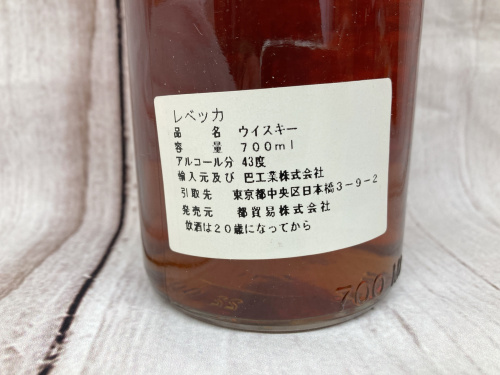 レベッカ
品　　名　ウイスキー
容　　量　７００ｍｌ
アルコール分　43度
輸入元及び　巴工業株式会社
引取先　東京都中央区日本橋３－９－２
発売元　都貿易株式会社
飲酒は２０歳になってから
700 ml